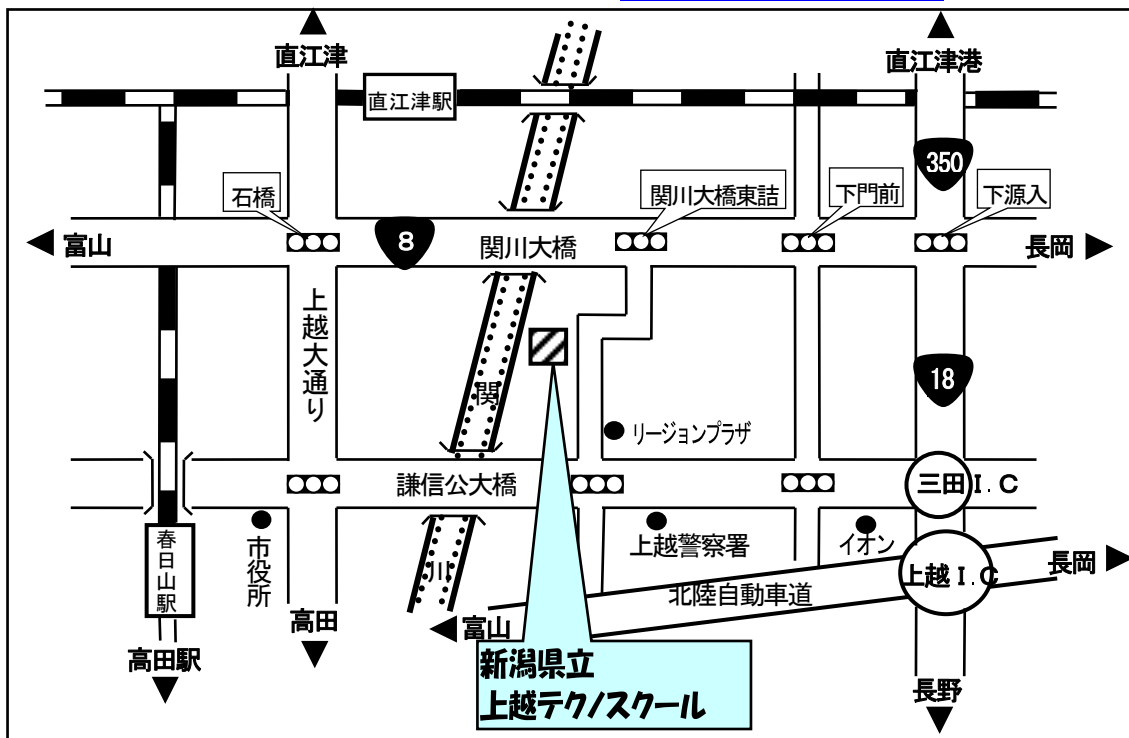 直江津
直江津港
直江津駅
350
石橋
関川大橋東詰
下門前
下源入
富山
8
関川大橋
長岡
上越大通り
18
関
リージョンプラザ
謙信公大橋
三田I.C
春日山駅
市役所
川
上越警察署
イオン
上越I.C
長岡
北陸自動車道
高田
富山
高田駅
新潟県立
上越テクノスクール
長野